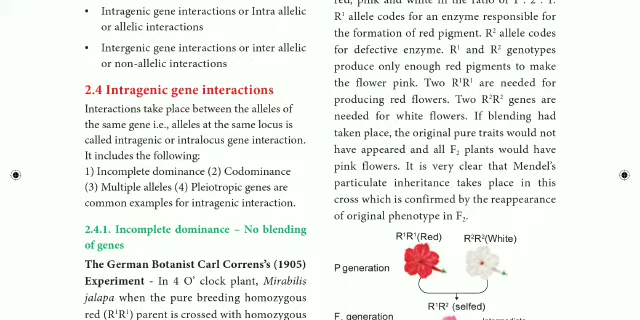 • Intragenic gene interactions or Intra allelic
or allelic interactions
• Intergenic gene interactions or inter allelic
or non-allelic interactions
2.4 Intragenic gene interactions
Interactions take place between the alleles of
the same gene i.e., alleles at the same locus is
called intragenic or intralocus gene interaction.
It includes the following:
1) Incomplete dominance (2) Codominance
(3) Multiple alleles (4) Pleiotropic genes are
common examples for intragenic interaction.
2.4.1. Incomplete dominance – No blending
of genes
The German Botanist Carl Correns's (1905)
Experiment - In 4 O' clock plant, Mirabilis
jalapa when the pure breeding homozygous
red (R¹R¹) parent is crossed with homozygous
red, pink and white in the ratio of 1 : 2 : 1.
R¹ allele codes for an enzyme responsible for
the formation of red pigment. R² allele codes
for defective enzyme. R¹ and R² genotypes
produce only enough red pigments to make
the flower pink. Two R¹R¹ are needed for
producing red flowers. Two R²R² genes are
needed for white flowers. If blending had
taken place, the original pure traits would not
have appeared and all F₂ plants would have
pink flowers. It is very clear that Mendel's
particulate inheritance takes place in this
cross which is confirmed by the reappearance
of original phenotype in F₂.
R¹R¹(Red) R²R²(White)
P generation
R¹R² (selfed)
F₁ generation
Intermediate